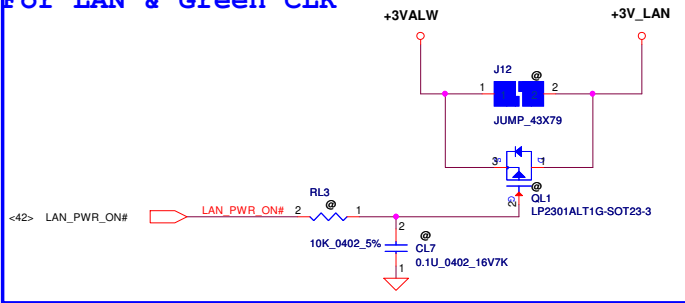 For LAN & Green CLK
+3VALW
+3V_LAN
J12
@
1
2
JUMP_43X79
3
S
D
1
G
2
@
QL1
LP2301ALT1G-SOT23-3
RL3
@
<42>
LAN_PWR_ON#
LAN_PWR_ON#
2
1
10K_0402_5%
2
@
CL7
0.1U_0402_16V7K
1